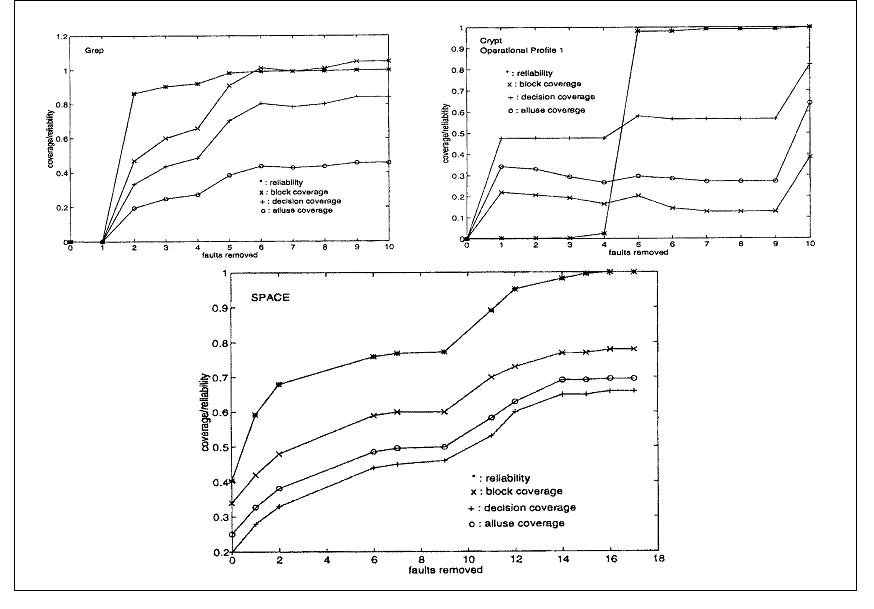 Grep
coverage/reliability
1.2
1.0
0.8
0.6
0.4
0.2
0
* : reliability
x : block coverage
+ : decision coverage
o : alluse coverage
0 1 2 3 4 5 6 7 8 9 10
faults removed
Crypt
Operational Profile 1
coverage/reliability
1
0.9
0.8
0.7
0.6
0.5
0.4
0.3
0.2
0.1
0
* : reliability
x : block coverage
+ : decision coverage
o : alluse coverage
0 1 2 3 4 5 6 7 8 9 10
faults removed
SPACE
coverage/reliability
1
0.9
0.8
0.7
0.6
0.5
0.4
0.3
0.2
* : reliability
x : block coverage
+ : decision coverage
o : alluse coverage
0 2 4 6 8 10 12 14 16 18
faults removed